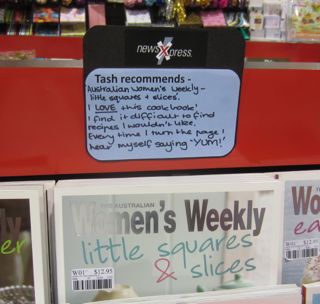 newsXpress.
Tash recommends -
Australian Women's Weekly -
little squares + slices.
I LOVE this cookbook!
I find it difficult to find
recipes I wouldn't like.
Every time I turn the page I
hear myself saying "YUM!"
THE AUSTRALIAN
Women's Weekly
little squares
& slices
W01 $12.95
Wo
W01 $12.95